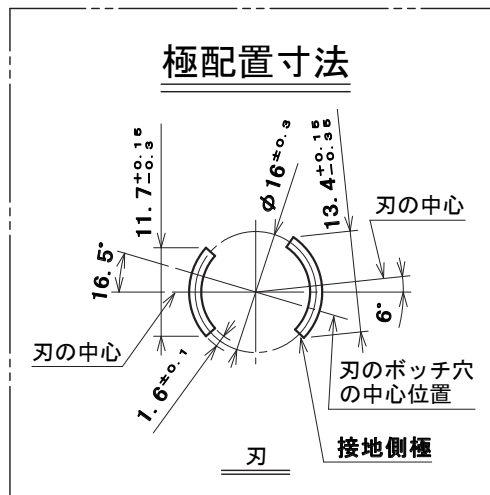 極配置寸法
11.7+0.15-0.3
φ16±0.3
13.4+0.15-0.35
刃の中心
16.5°
6°
刃の中心
1.6±0.1
刃のボッチ穴
の中心位置
接地側極
刃